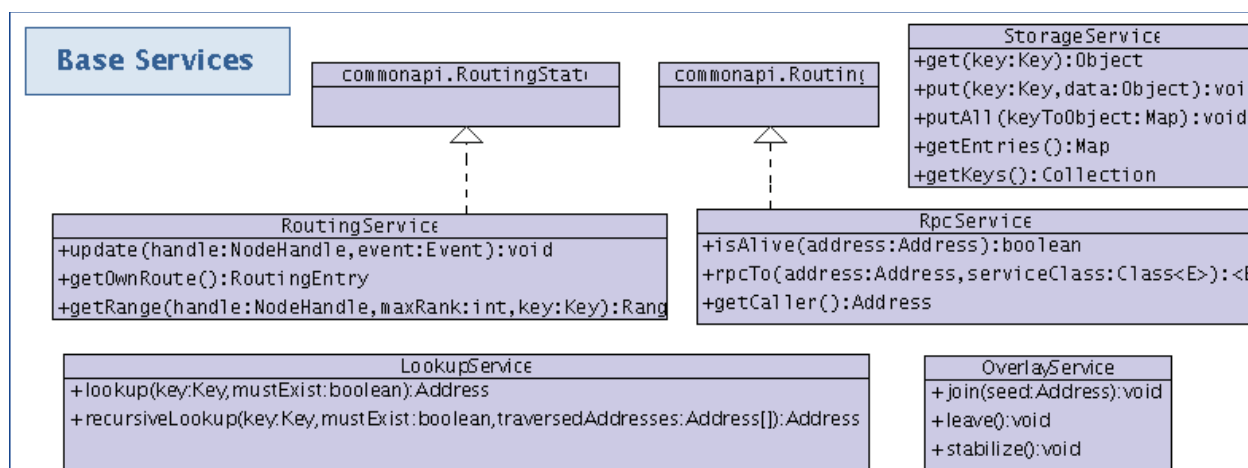 Base Services
commonapi.RoutingStat
commonapi.Routing
StorageService
+get(key:Key):Object
+put(key:Key,data:Object):voi
+putAll(keyToObject:Map):void
+getEntries():Map
+getKeys():Collection
RoutingService
+update(handle:NodeHandle,event:Event):void
+getOwnRoute():RoutingEntry
+getRange(handle:NodeHandle,maxRank:int,key:Key):Rang
RpcService
+isAlive(address:Address):boolean
+rpcTo(address:Address,serviceClass:Class<E>):<E
+getCaller():Address
LookupService
+lookup(key:Key,mustExist:boolean):Address
+recursiveLookup(key:Key,mustExist:boolean,traversedAddresses:Address[]):Address
OverlayService
+join(seed:Address):void
+leave():void
+stabilize():void